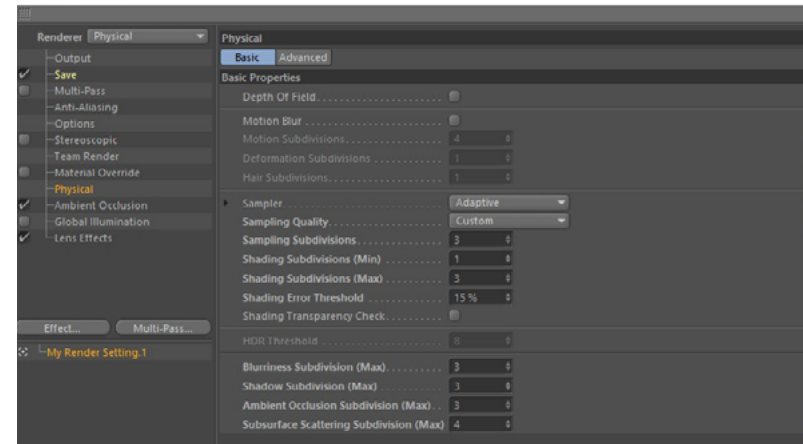 Renderer Physical
Output
Save
Multi-Pass
Anti-Aliasing
Options
Stereoscopic
Team Render
Material Override
Physical
Ambient Occlusion
Global Illumination
Lens Effects
Effect... Multi-Pass...
My Render Setting.1
Physical
Basic Advanced
Basic Properties
Depth Of Field
Motion Blur
Motion Subdivisions 4
Deformation Subdivisions 1
Hair Subdivisions 1
Sampler Adaptive
Sampling Quality Custom
Sampling Subdivisions 3
Shading Subdivisions (Min) 1
Shading Subdivisions (Max) 3
Shading Error Threshold 15 %
Shading Transparency Check
HDR Threshold 8
Blurriness Subdivision (Max) 3
Shadow Subdivision (Max) 3
Ambient Occlusion Subdivision (Max) 3
Subsurface Scattering Subdivision (Max) 4